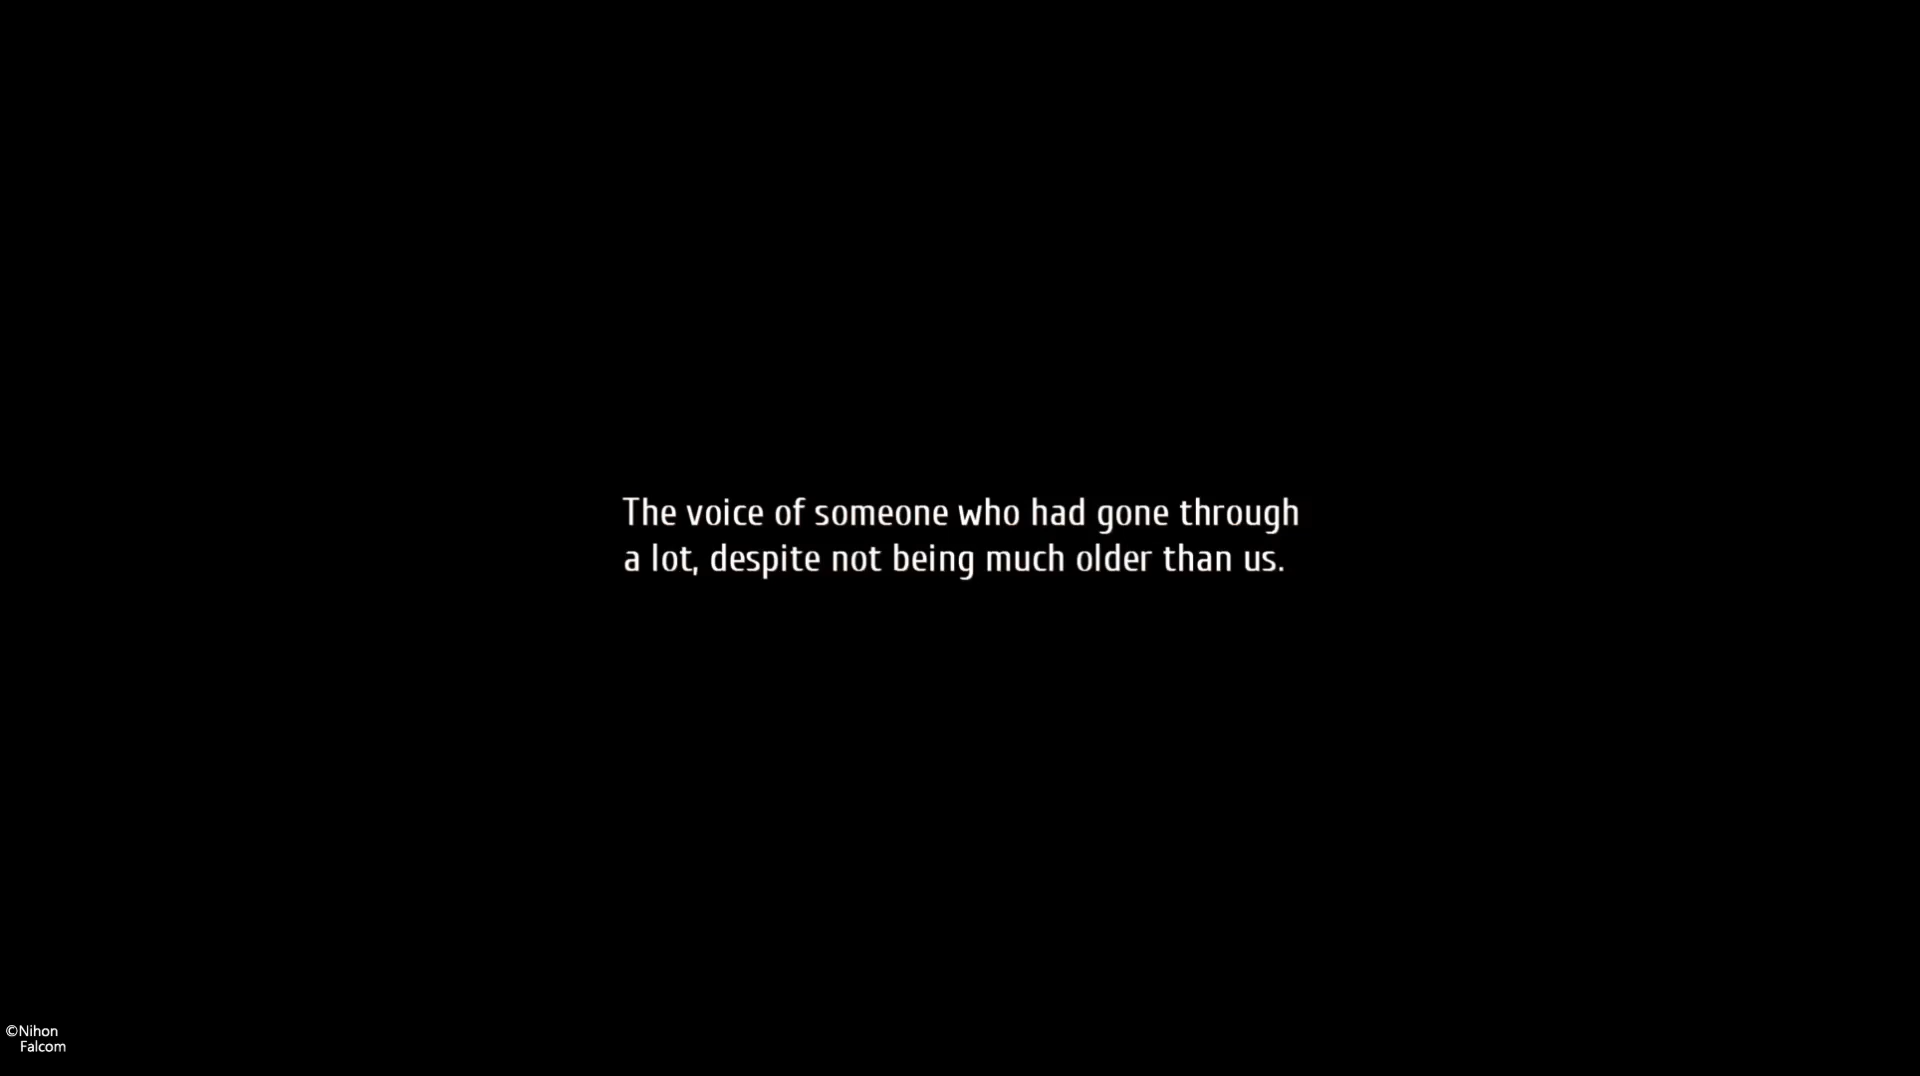 The voice of someone who had gone through
a lot, despite not being much older than us.
©Nihon
Falcom